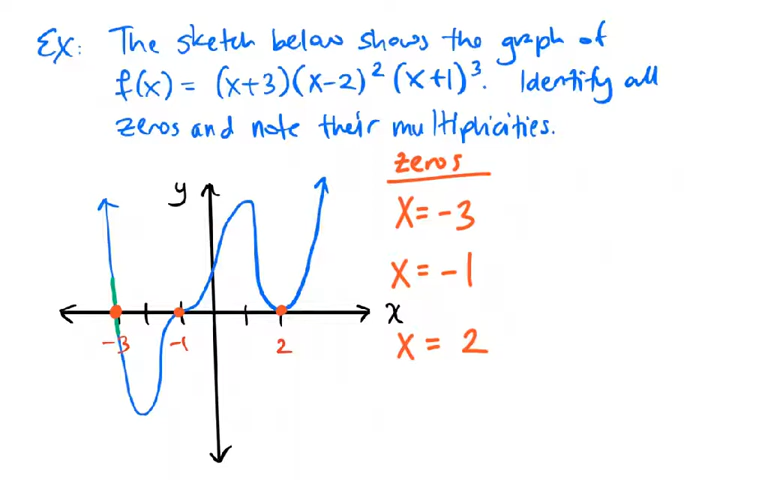 Ex: The sketch below shows the graph of
f(x) = (x+3)(x-2)²(x+1)³. Identify all
zeros and note their multiplicities.
zeros
x = -3
x = -1
x = 2
y
x
-3 -1 2